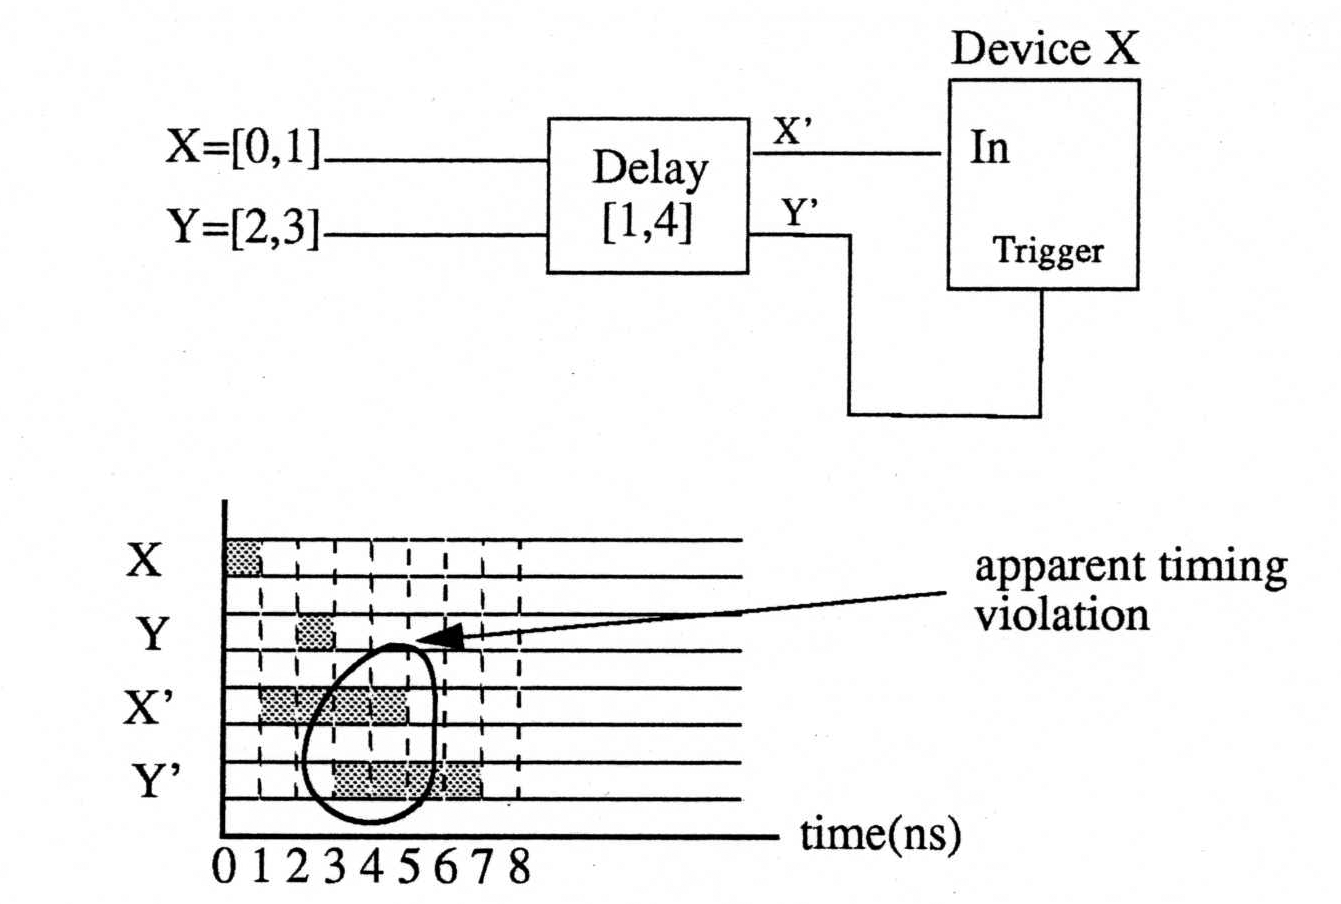 Device X
X=[0,1]
Y=[2,3]
Delay
[1,4]
X’
Y’
In
Trigger
X
Y
X’
Y’
apparent timing
violation
time(ns)
0 1 2 3 4 5 6 7 8